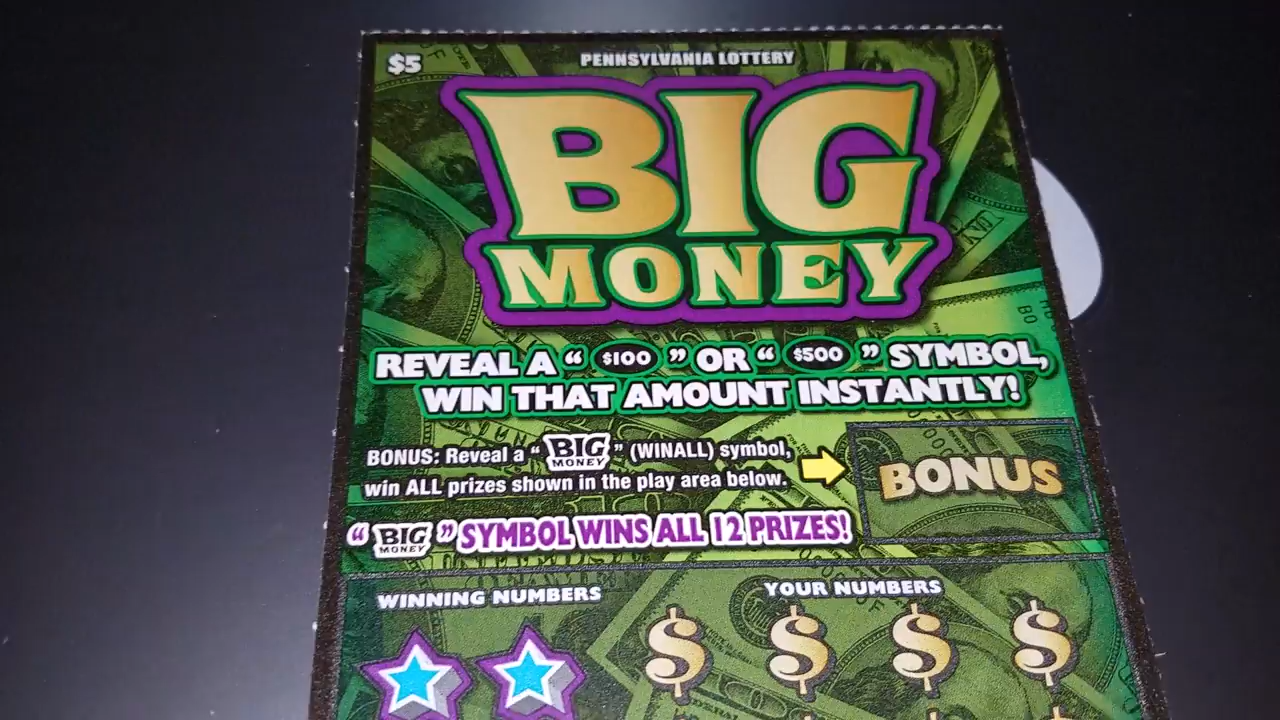 $5
PENNSYLVANIA LOTTERY
BIG
MONEY
REVEAL A “ $100 ” OR “ $500 ” SYMBOL,
WIN THAT AMOUNT INSTANTLY!
BONUS: Reveal a “ BIG MONEY ” (WINALL) symbol,
win ALL prizes shown in the play area below.
BONUS
“ BIG MONEY ” SYMBOL WINS ALL 12 PRIZES!
WINNING NUMBERS
YOUR NUMBERS
$ $ $ $